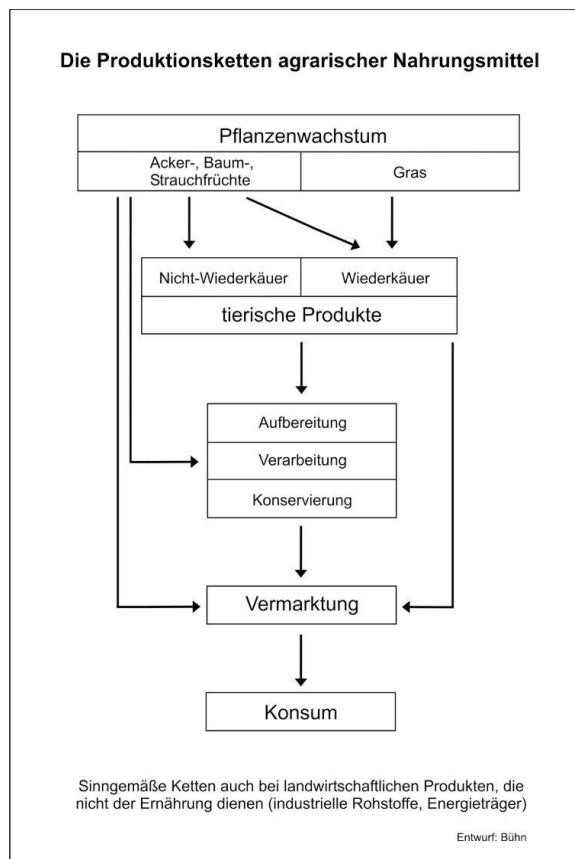 Die Produktionsketten agrarischer Nahrungsmittel
Pflanzenwachstum
Acker-, Baum-,
Strauchfrüchte
Gras
Nicht-Wiederkäuer
Wiederkäuer
tierische Produkte
Aufbereitung
Verarbeitung
Konservierung
Vermarktung
Konsum
Sinngemäße Ketten auch bei landwirtschaftlichen Produkten, die
nicht der Ernährung dienen (industrielle Rohstoffe, Energieträger)
Entwurf: Bühn